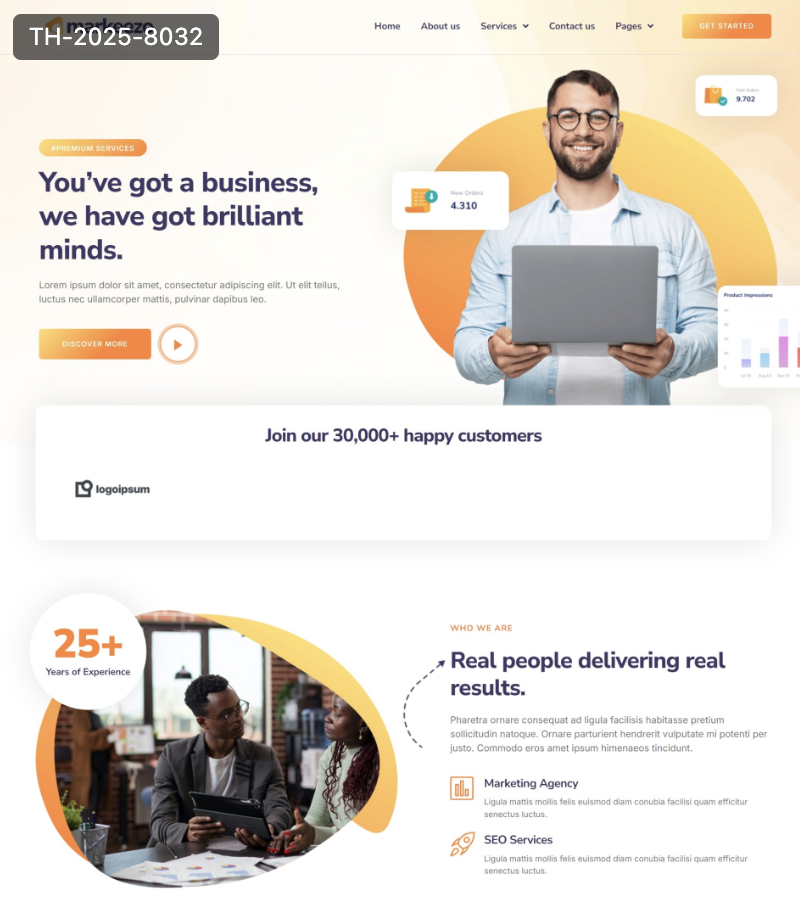 markeeze
TH-2025-8032
Home
About us
Services
Contact us
Pages
GET STARTED
Paid Orders
9.702
#PREMIUM SERVICES
You've got a business,
we have got brilliant
minds.
New Orders
4.310
Lorem ipsum dolor sit amet, consectetur adipiscing elit. Ut elit tellus,
luctus nec ullamcorper mattis, pulvinar dapibus leo.
DISCOVER MORE
Product Impressions
Join our 30,000+ happy customers
logoipsum
25+
Years of Experience
WHO WE ARE
Real people delivering real
results.
Pharetra ornare consequat ad ligula facilisis habitasse pretium
sollicitudin natoque. Ornare parturient hendrerit vulputate mi potenti per
justo. Commodo eros amet ipsum himenaeos tincidunt.
Marketing Agency
Ligula mattis mollis felis euismod diam conubia facilisi quam efficitur
senectus luctus.
SEO Services
Ligula mattis mollis felis euismod diam conubia facilisi quam efficitur
senectus luctus.